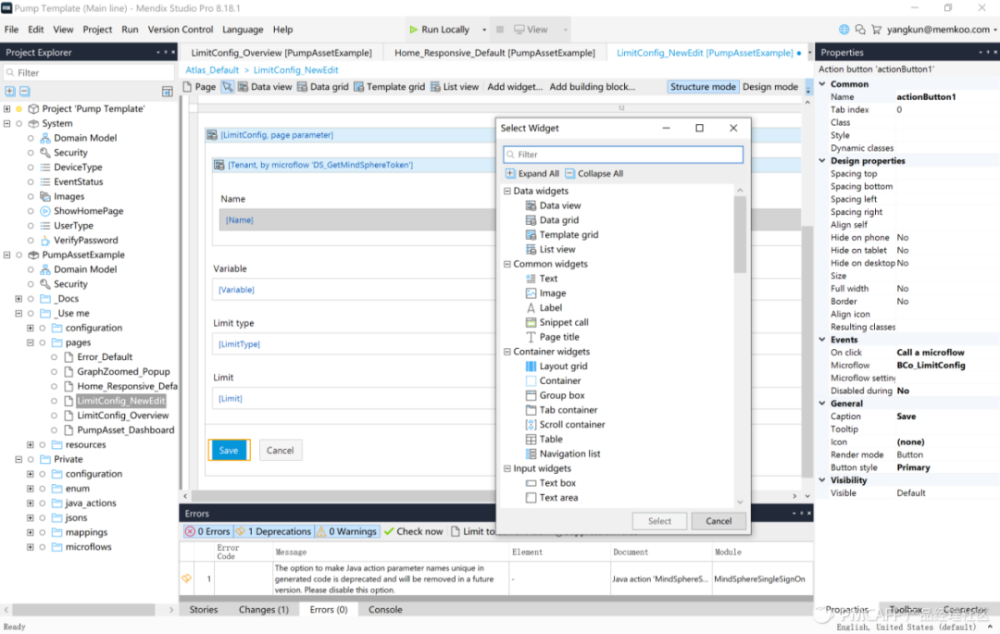 Pump Template (Main line) - Mendix Studio Pro 8.18.1
File Edit View Project Run Version Control Language Help
Run Locally
View
yangkun@memkoo.com
Project Explorer
Filter
Project 'Pump Template'
System
Domain Model
Security
DeviceType
EventStatus
Images
ShowHomePage
UserType
VerifyPassword
PumpAssetExample
Domain Model
Security
_Docs
_Use me
configuration
pages
Error_Default
GraphZoomed_Popup
Home_Responsive_Defa
LimitConfig_NewEdit
LimitConfig_Overview
PumpAsset_Dashboard
resources
Private
configuration
enum
java_actions
jsons
mappings
microflows
LimitConfig_Overview [PumpAssetExample]
Home_Responsive_Default [PumpAssetExample]
LimitConfig_NewEdit [PumpAssetExample]
Atlas_Default > LimitConfig_NewEdit
Page Data view Data grid Template grid List view Add widget... Add building block...
Structure mode Design mode
12
[LimitConfig, page parameter]
[Tenant, by microflow 'DS_GetMindSphereToken']
Name
[Name]
Variable
[Variable]
Limit type
[LimitType]
Limit
[Limit]
Save Cancel
Select Widget
Filter
Expand All Collapse All
Data widgets
Data view
Data grid
Template grid
List view
Common widgets
Text
Image
Label
Snippet call
Page title
Container widgets
Layout grid
Container
Group box
Tab container
Scroll container
Table
Navigation list
Input widgets
Text box
Text area
Select Cancel
Errors
0 Errors 1 Deprecations 0 Warnings Check now Limit to
Error Code Message Element Document Module
1 The option to make Java action parameter names unique in
generated code is deprecated and will be removed in a future
version. Please disable this option.
- Java action 'MindSphereS... MindSphereSingleSignOn
Stories Changes (1) Errors (0) Console
Properties
Action button 'actionButton1'
Common
Name actionButton1
Tab index 0
Class
Style
Dynamic classes
Design properties
Spacing top
Spacing bottom
Spacing left
Spacing right
Align self
Hide on phone No
Hide on tablet No
Hide on desktop No
Size
Full width No
Border No
Align icon
Resulting classes
Events
On click Call a microflow
Microflow BCo_LimitConfig
Microflow setting
Disabled during No
General
Caption Save
Tooltip
Icon (none)
Render mode Button
Button style Primary
Visibility
Visible Default
Properties Toolbox Connector
PMCAFF产品经理社区
Ready
English, United States (default)